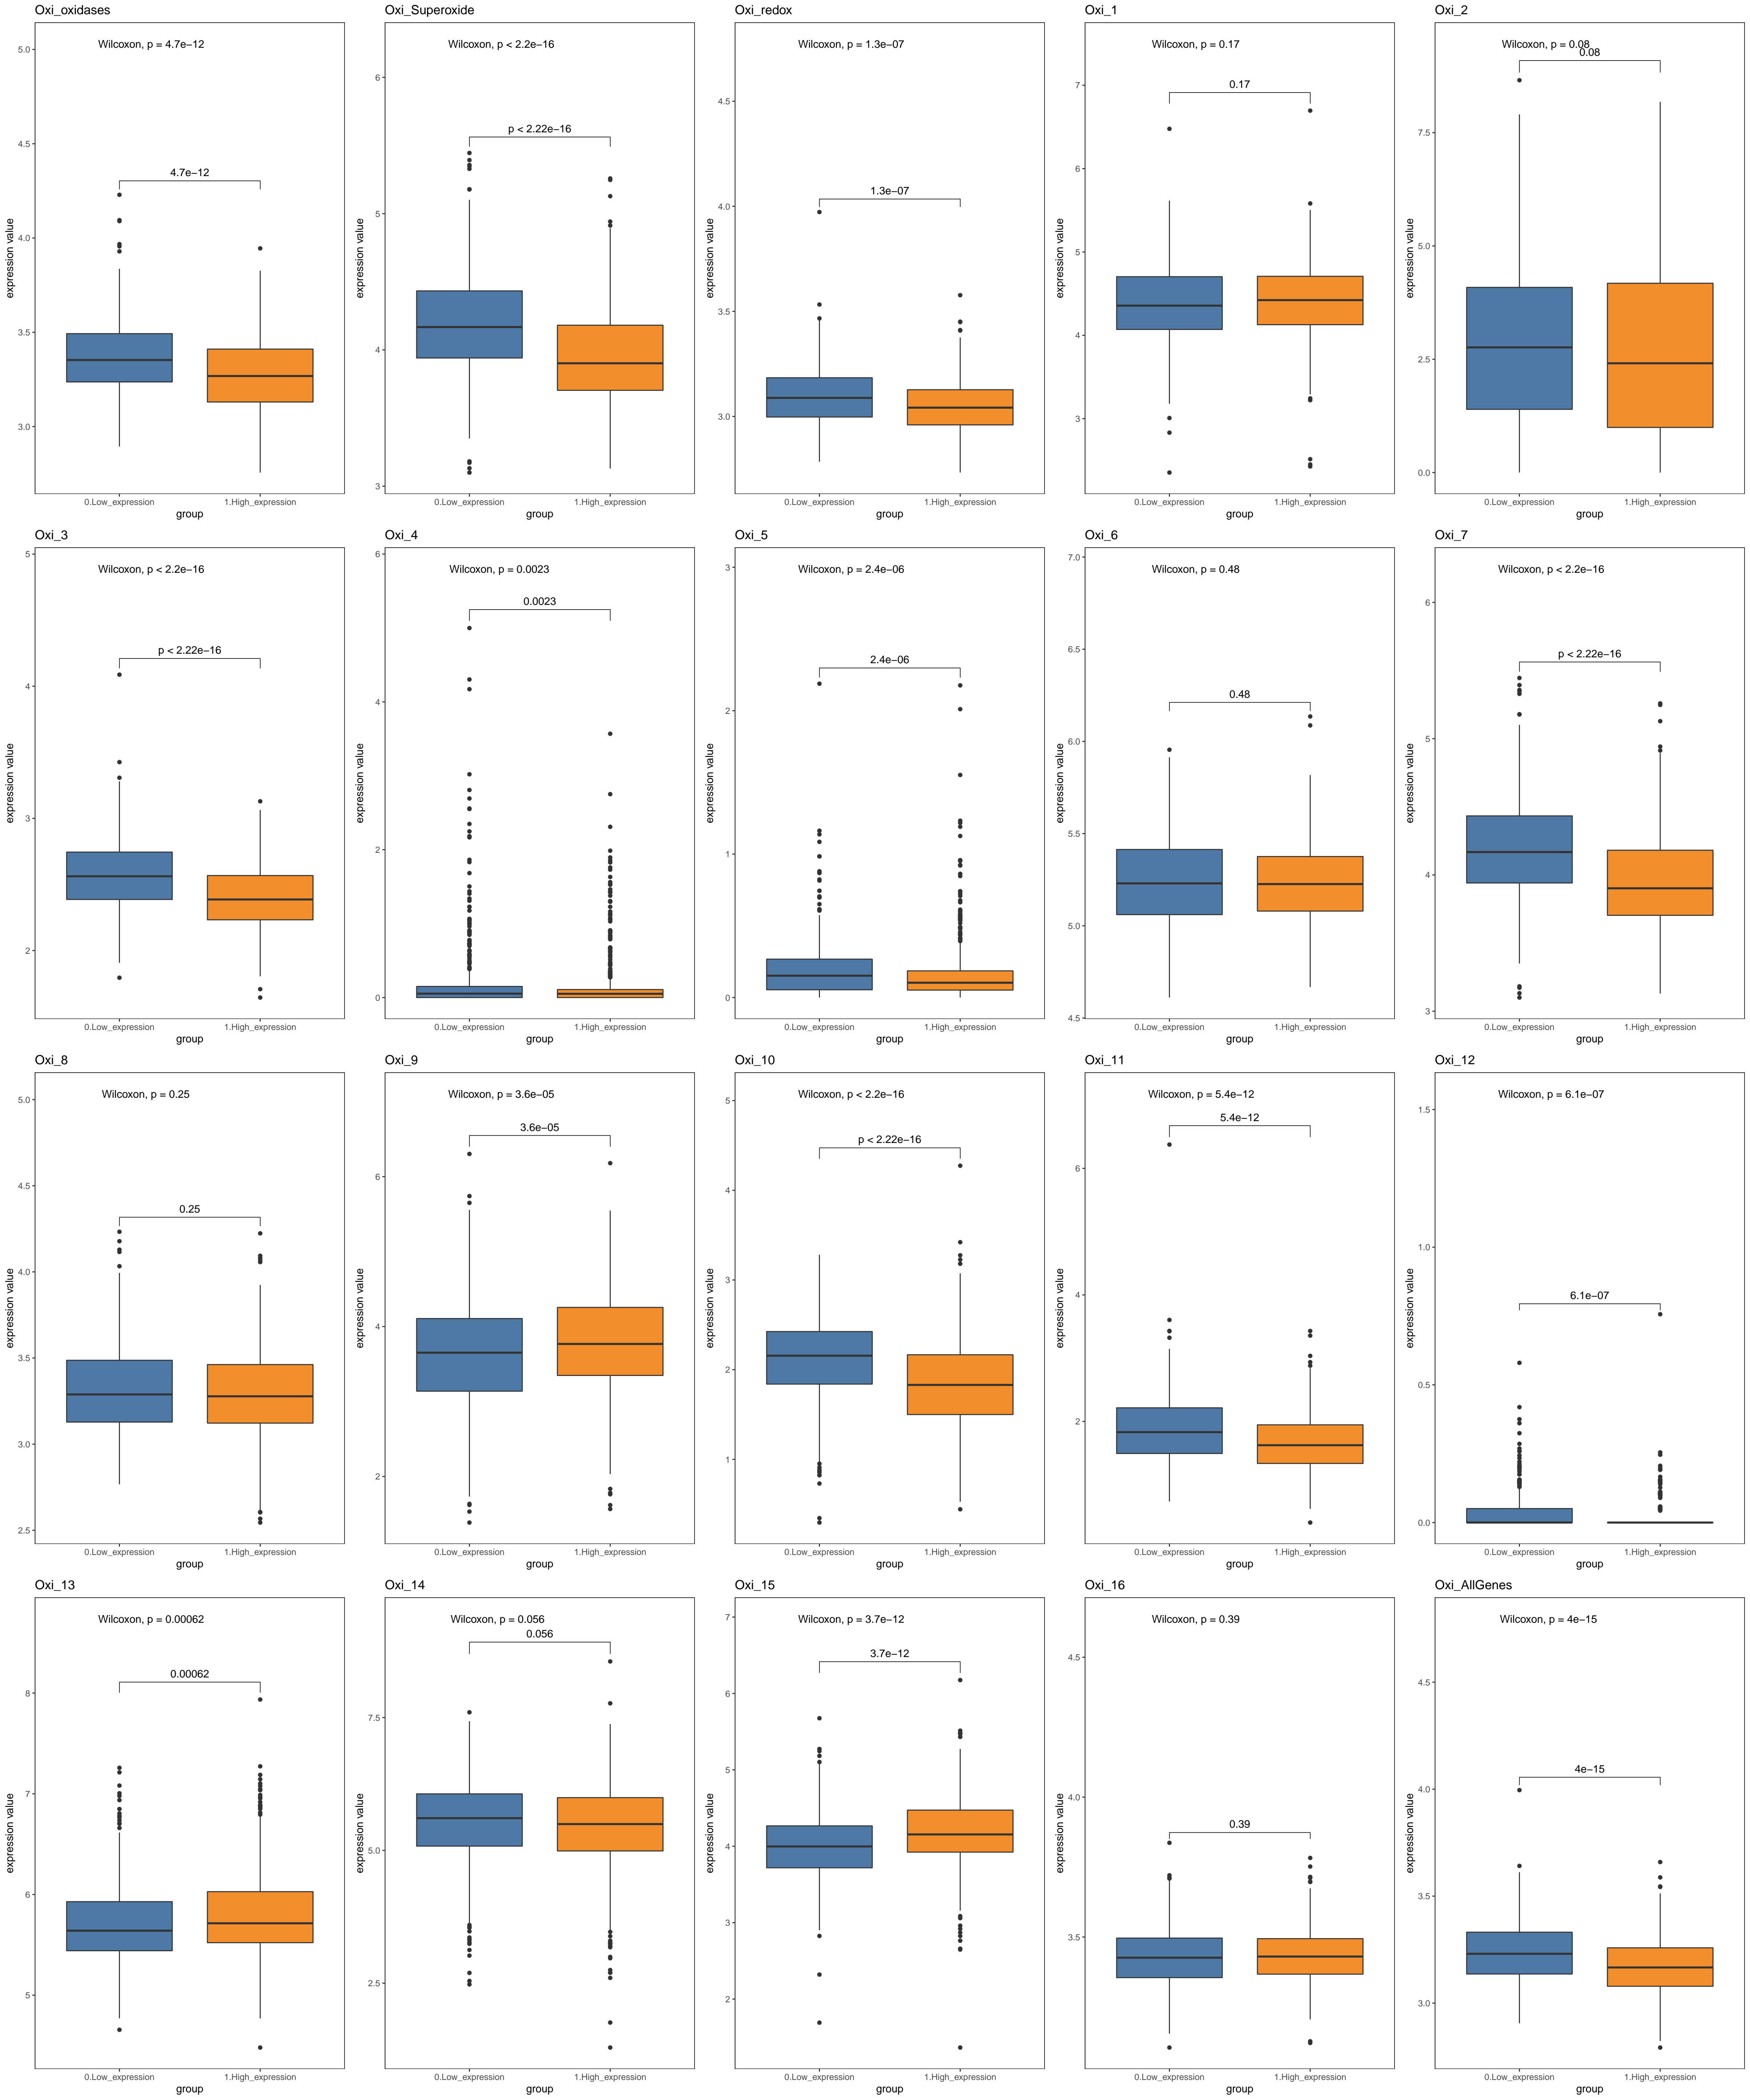 Oxi_oxidases
Wilcoxon, p = 4.7e−12
4.7e−12
5.0
4.5
4.0
3.5
3.0
expression value
0.Low_expression
1.High_expression
group
Oxi_Superoxide
Wilcoxon, p < 2.2e−16
p < 2.22e−16
6
5
4
3
expression value
0.Low_expression
1.High_expression
group
Oxi_redox
Wilcoxon, p = 1.3e−07
1.3e−07
4.5
4.0
3.5
3.0
expression value
0.Low_expression
1.High_expression
group
Oxi_1
Wilcoxon, p = 0.17
0.17
7
6
5
4
3
expression value
0.Low_expression
1.High_expression
group
Oxi_2
Wilcoxon, p = 0.08
0.08
7.5
5.0
2.5
0.0
expression value
0.Low_expression
1.High_expression
group
Oxi_3
Wilcoxon, p < 2.2e−16
p < 2.22e−16
5
4
3
2
expression value
0.Low_expression
1.High_expression
group
Oxi_4
Wilcoxon, p = 0.0023
0.0023
6
4
2
0
expression value
0.Low_expression
1.High_expression
group
Oxi_5
Wilcoxon, p = 2.4e−06
2.4e−06
3
2
1
0
expression value
0.Low_expression
1.High_expression
group
Oxi_6
Wilcoxon, p = 0.48
0.48
7.0
6.5
6.0
5.5
5.0
4.5
expression value
0.Low_expression
1.High_expression
group
Oxi_7
Wilcoxon, p < 2.2e−16
p < 2.22e−16
6
5
4
3
expression value
0.Low_expression
1.High_expression
group
Oxi_8
Wilcoxon, p = 0.25
0.25
5.0
4.5
4.0
3.5
3.0
2.5
expression value
0.Low_expression
1.High_expression
group
Oxi_9
Wilcoxon, p = 3.6e−05
3.6e−05
6
4
2
expression value
0.Low_expression
1.High_expression
group
Oxi_10
Wilcoxon, p < 2.2e−16
p < 2.22e−16
5
4
3
2
1
expression value
0.Low_expression
1.High_expression
group
Oxi_11
Wilcoxon, p = 5.4e−12
5.4e−12
6
4
2
expression value
0.Low_expression
1.High_expression
group
Oxi_12
Wilcoxon, p = 6.1e−07
6.1e−07
1.5
1.0
0.5
0.0
expression value
0.Low_expression
1.High_expression
group
Oxi_13
Wilcoxon, p = 0.00062
0.00062
8
7
6
5
expression value
0.Low_expression
1.High_expression
group
Oxi_14
Wilcoxon, p = 0.056
0.056
7.5
5.0
2.5
expression value
0.Low_expression
1.High_expression
group
Oxi_15
Wilcoxon, p = 3.7e−12
3.7e−12
7
6
5
4
3
2
expression value
0.Low_expression
1.High_expression
group
Oxi_16
Wilcoxon, p = 0.39
0.39
4.5
4.0
3.5
expression value
0.Low_expression
1.High_expression
group
Oxi_AllGenes
Wilcoxon, p = 4e−15
4e−15
4.5
4.0
3.5
3.0
expression value
0.Low_expression
1.High_expression
group